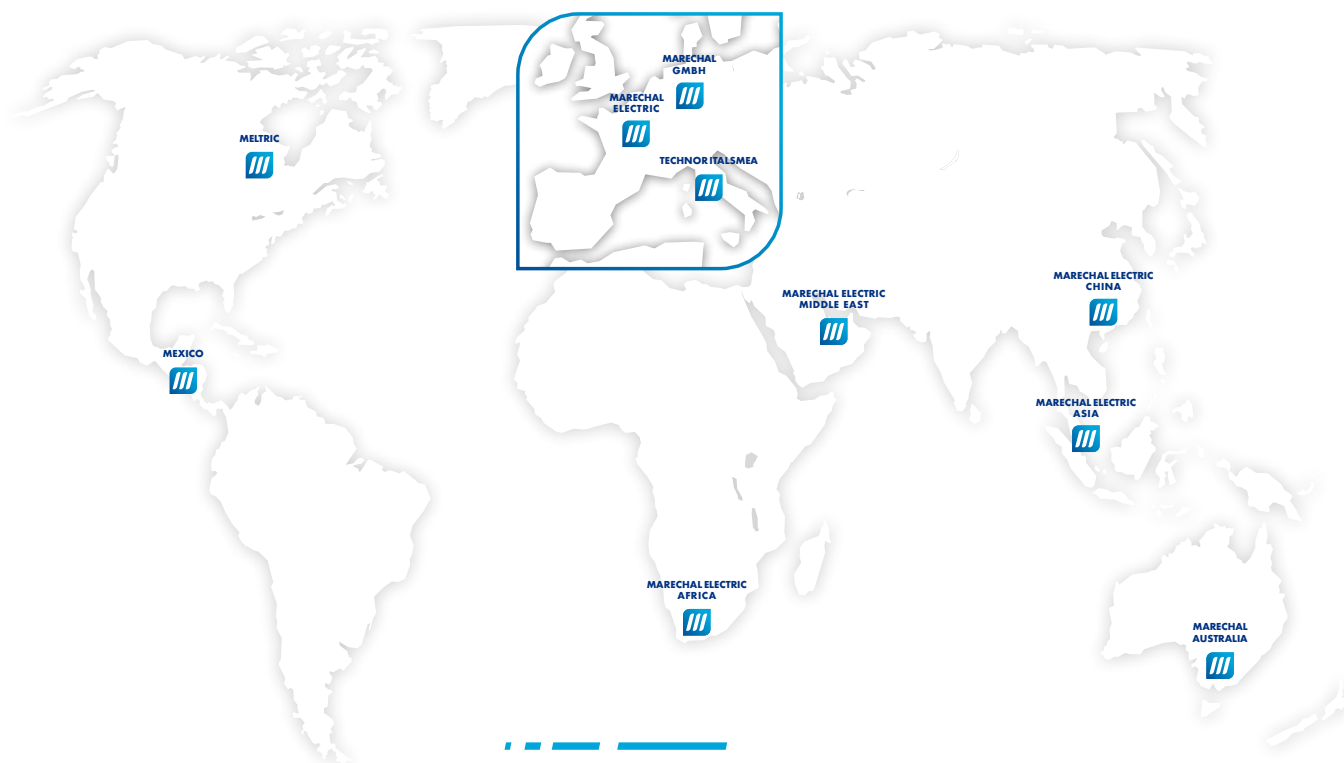 MARECHAL
GMBH
MARECHAL
ELECTRIC
MELTRIC
TECHNOR ITALSMEA
MARECHAL ELECTRIC
CHINA
MARECHAL ELECTRIC
MIDDLE EAST
MEXICO
MARECHAL ELECTRIC
ASIA
MARECHAL ELECTRIC
AFRICA
MARECHAL
AUSTRALIA